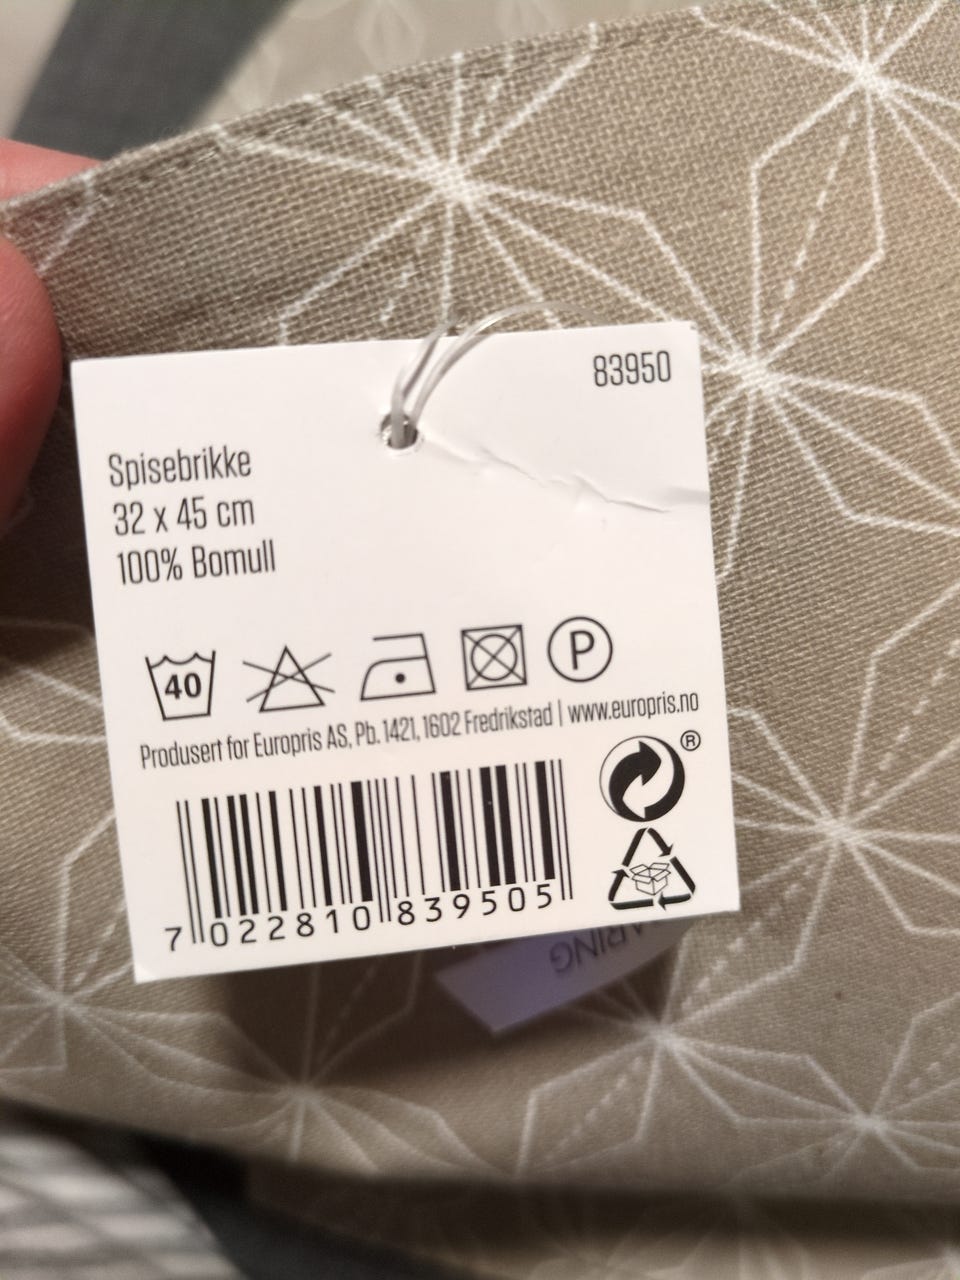 83950
Spisebrikke
32 x 45 cm
100% Bomull
40
P
Produsert for Europris AS, Pb. 1421, 1602 Fredrikstad | www.europris.no
®
7 022810 839505